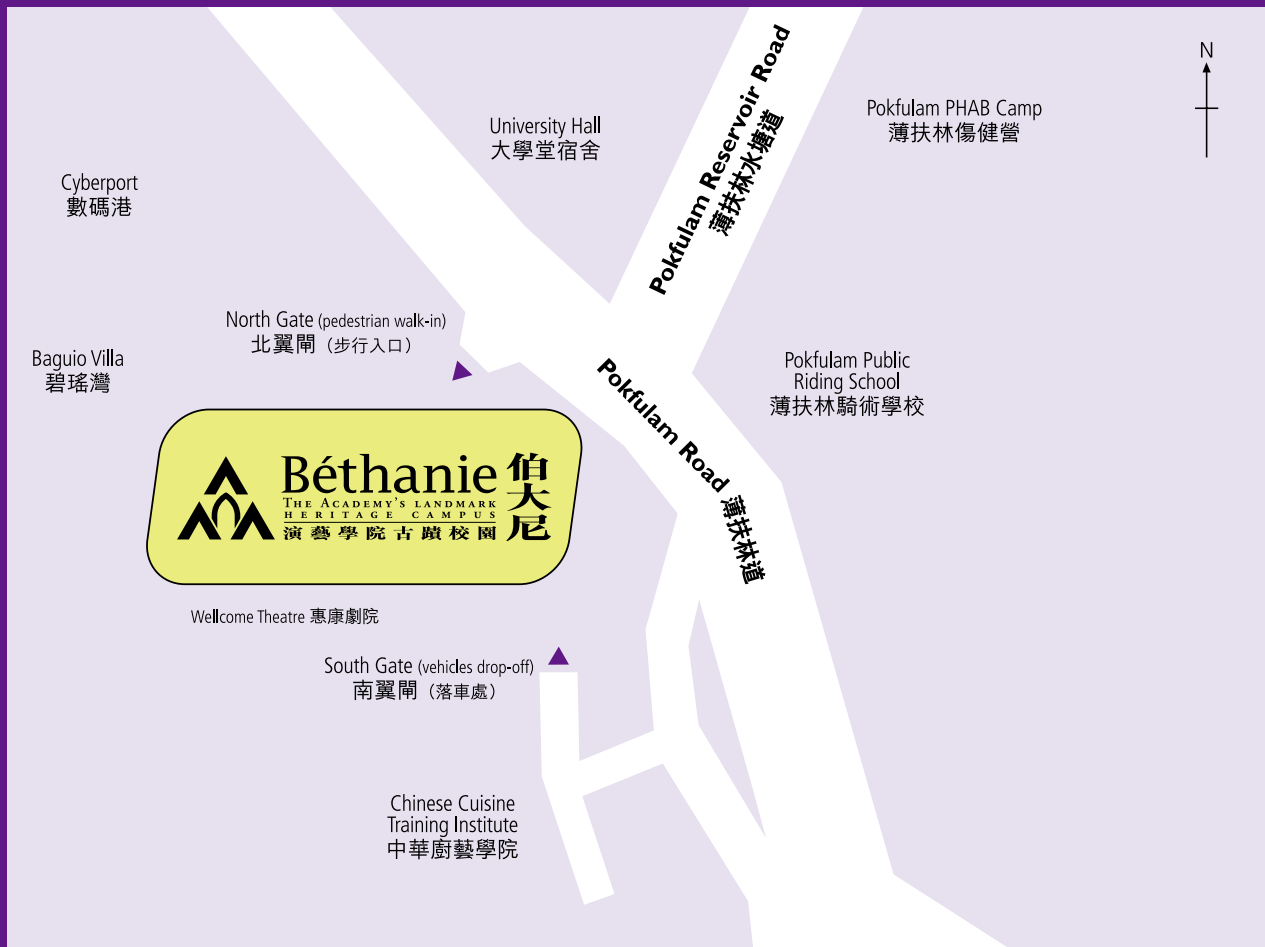 N
Pokfulam Reservoir Road
薄扶林水塘道
Pokfulam PHAB Camp
薄扶林傷健營
University Hall
大學堂宿舍
Cyberport
數碼港
North Gate (pedestrian walk-in)
北翼閘（步行入口）
Baguio Villa
碧瑤灣
Pokfulam Public
Riding School
薄扶林騎術學校
Pokfulam Road 薄扶林道
Béthanie
THE ACADEMY'S LANDMARK
HERITAGE CAMPUS
演藝學院古蹟校園
伯大尼
Wellcome Theatre 惠康劇院
South Gate (vehicles drop-off)
南翼閘（落車處）
Chinese Cuisine
Training Institute
中華廚藝學院